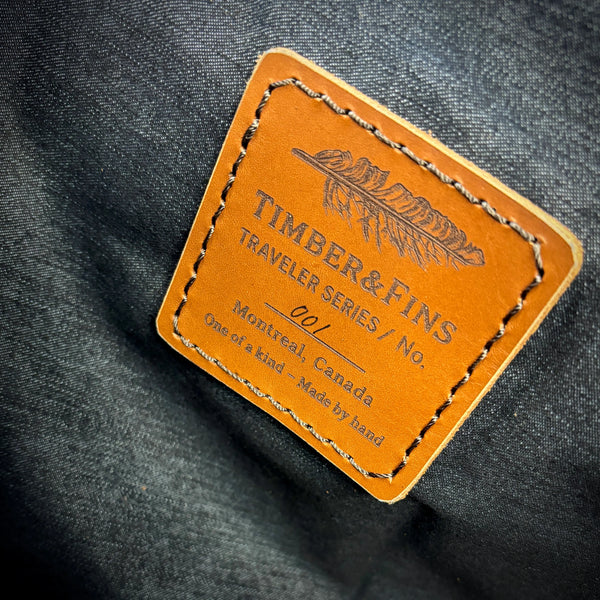 TIMBER&FINS
TRAVELER SERIES / No.
001
Montreal, Canada
One of a kind – Made by hand